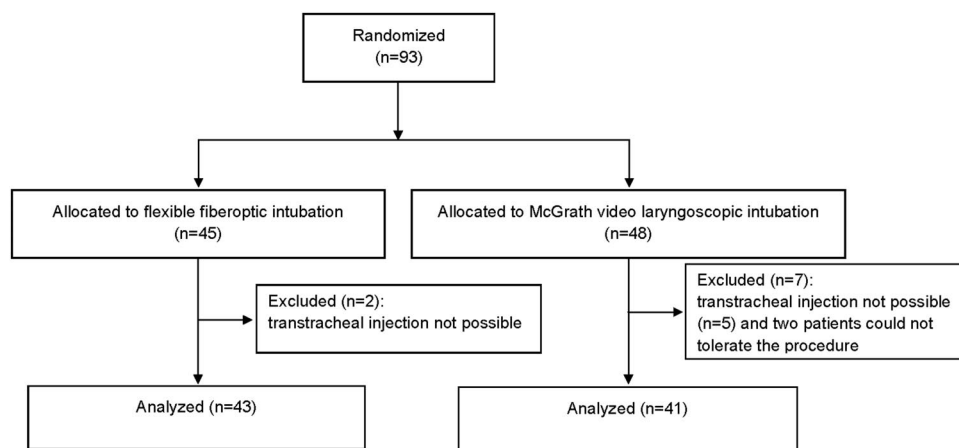 Randomized
(n=93)
Allocated to flexible fiberoptic intubation
(n=45)
Allocated to McGrath video laryngoscopic intubation
(n=48)
Excluded (n=2):
transtracheal injection not possible
Excluded (n=7):
transtracheal injection not possible
(n=5) and two patients could not
tolerate the procedure
Analyzed (n=43)
Analyzed (n=41)